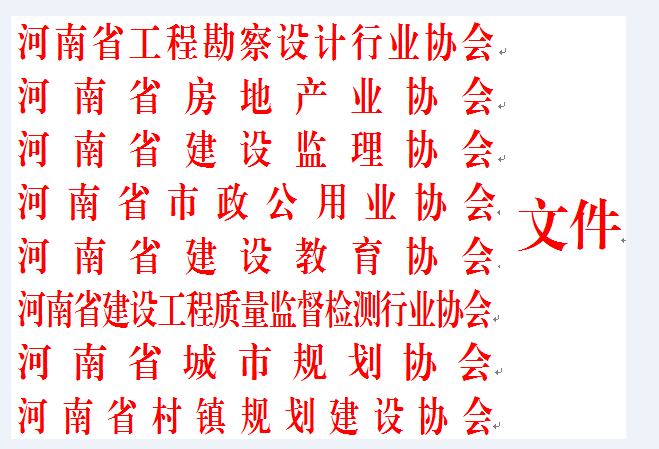 河南省工程勘察设计行业协会
河南省房地产业协会
河南省建设监理协会
河南省市政公用业协会
河南省建设教育协会
河南省建设工程质量监督检测行业协会
河南省城市规划协会
河南省村镇规划建设协会
文件